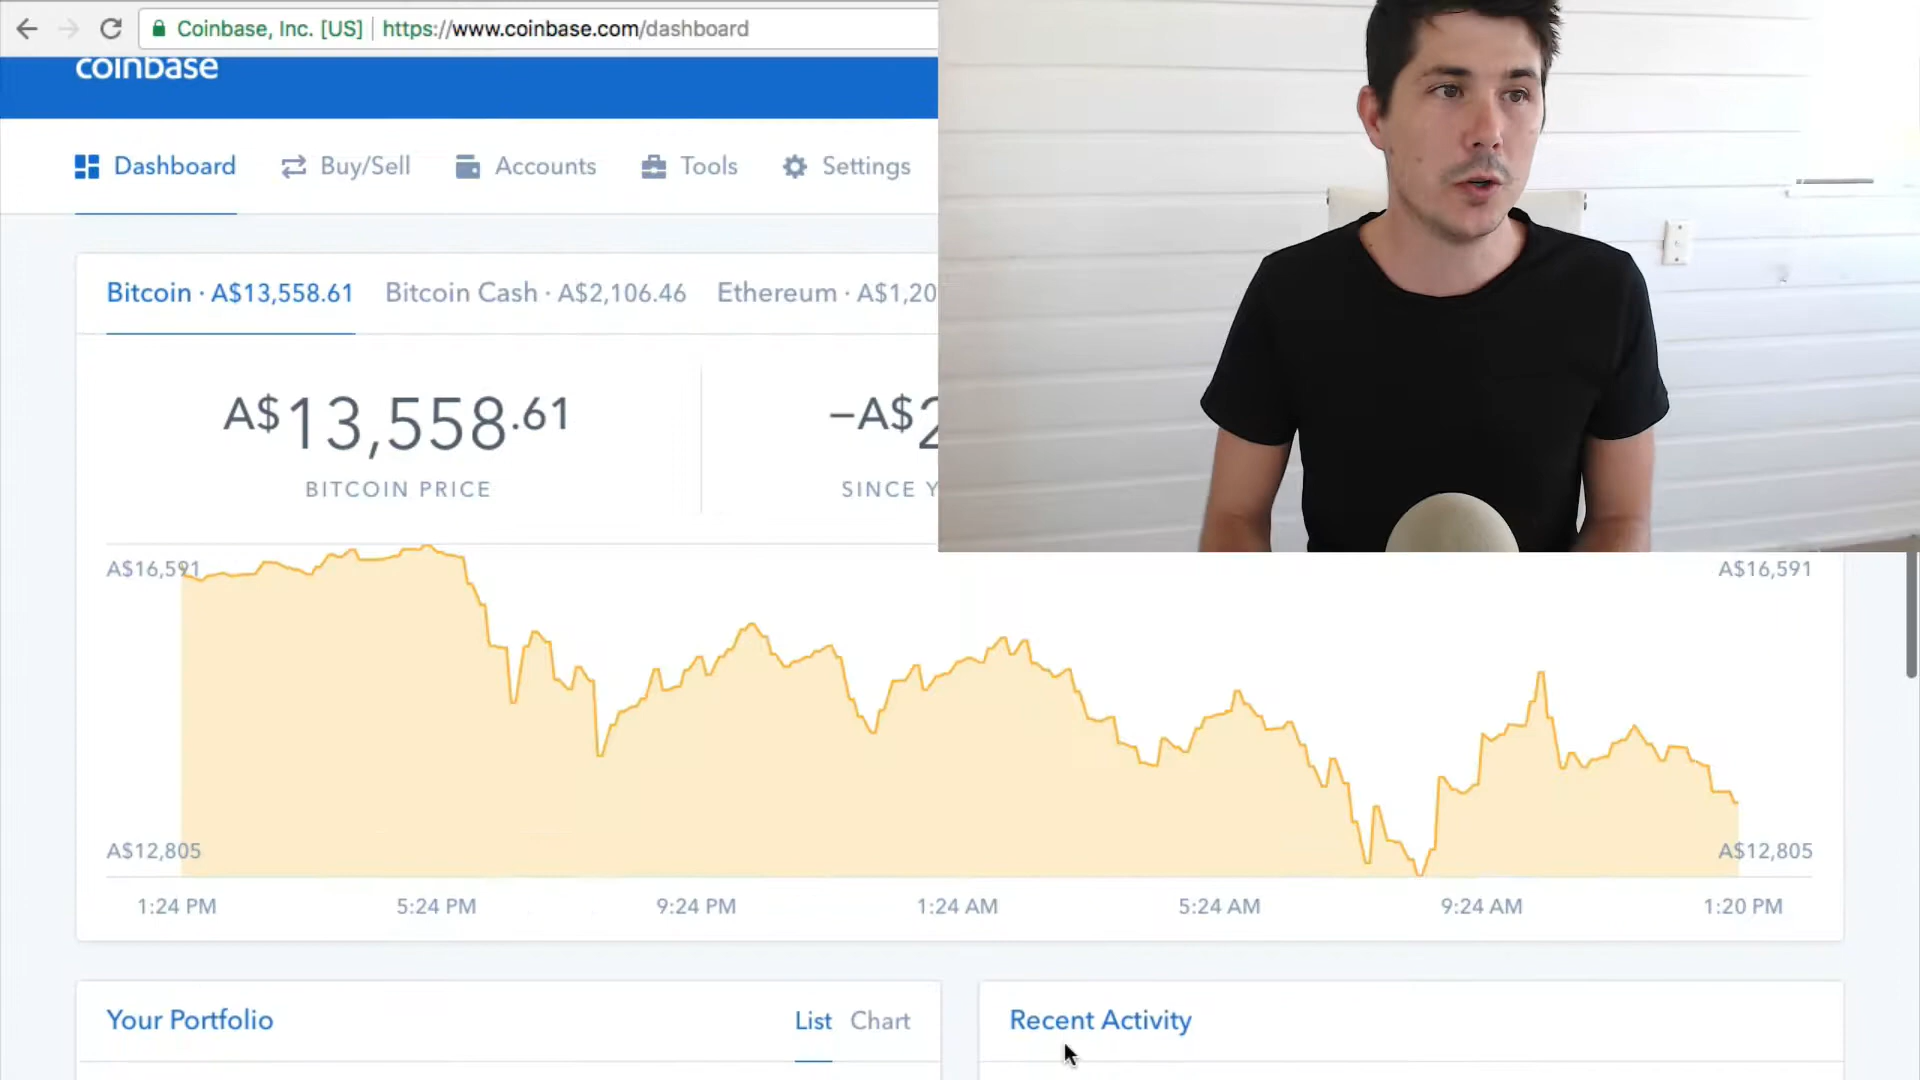 Coinbase, Inc. [US] | https://www.coinbase.com/dashboard
coinbase
Dashboard Buy/Sell Accounts Tools Settings
Bitcoin · A$13,558.61 Bitcoin Cash · A$2,106.46 Ethereum · A$1,20
A$13,558.61 −A$2
BITCOIN PRICE SINCE Y
A$16,591 A$16,591
A$12,805 A$12,805
1:24 PM 5:24 PM 9:24 PM 1:24 AM 5:24 AM 9:24 AM 1:20 PM
Your Portfolio List Chart Recent Activity